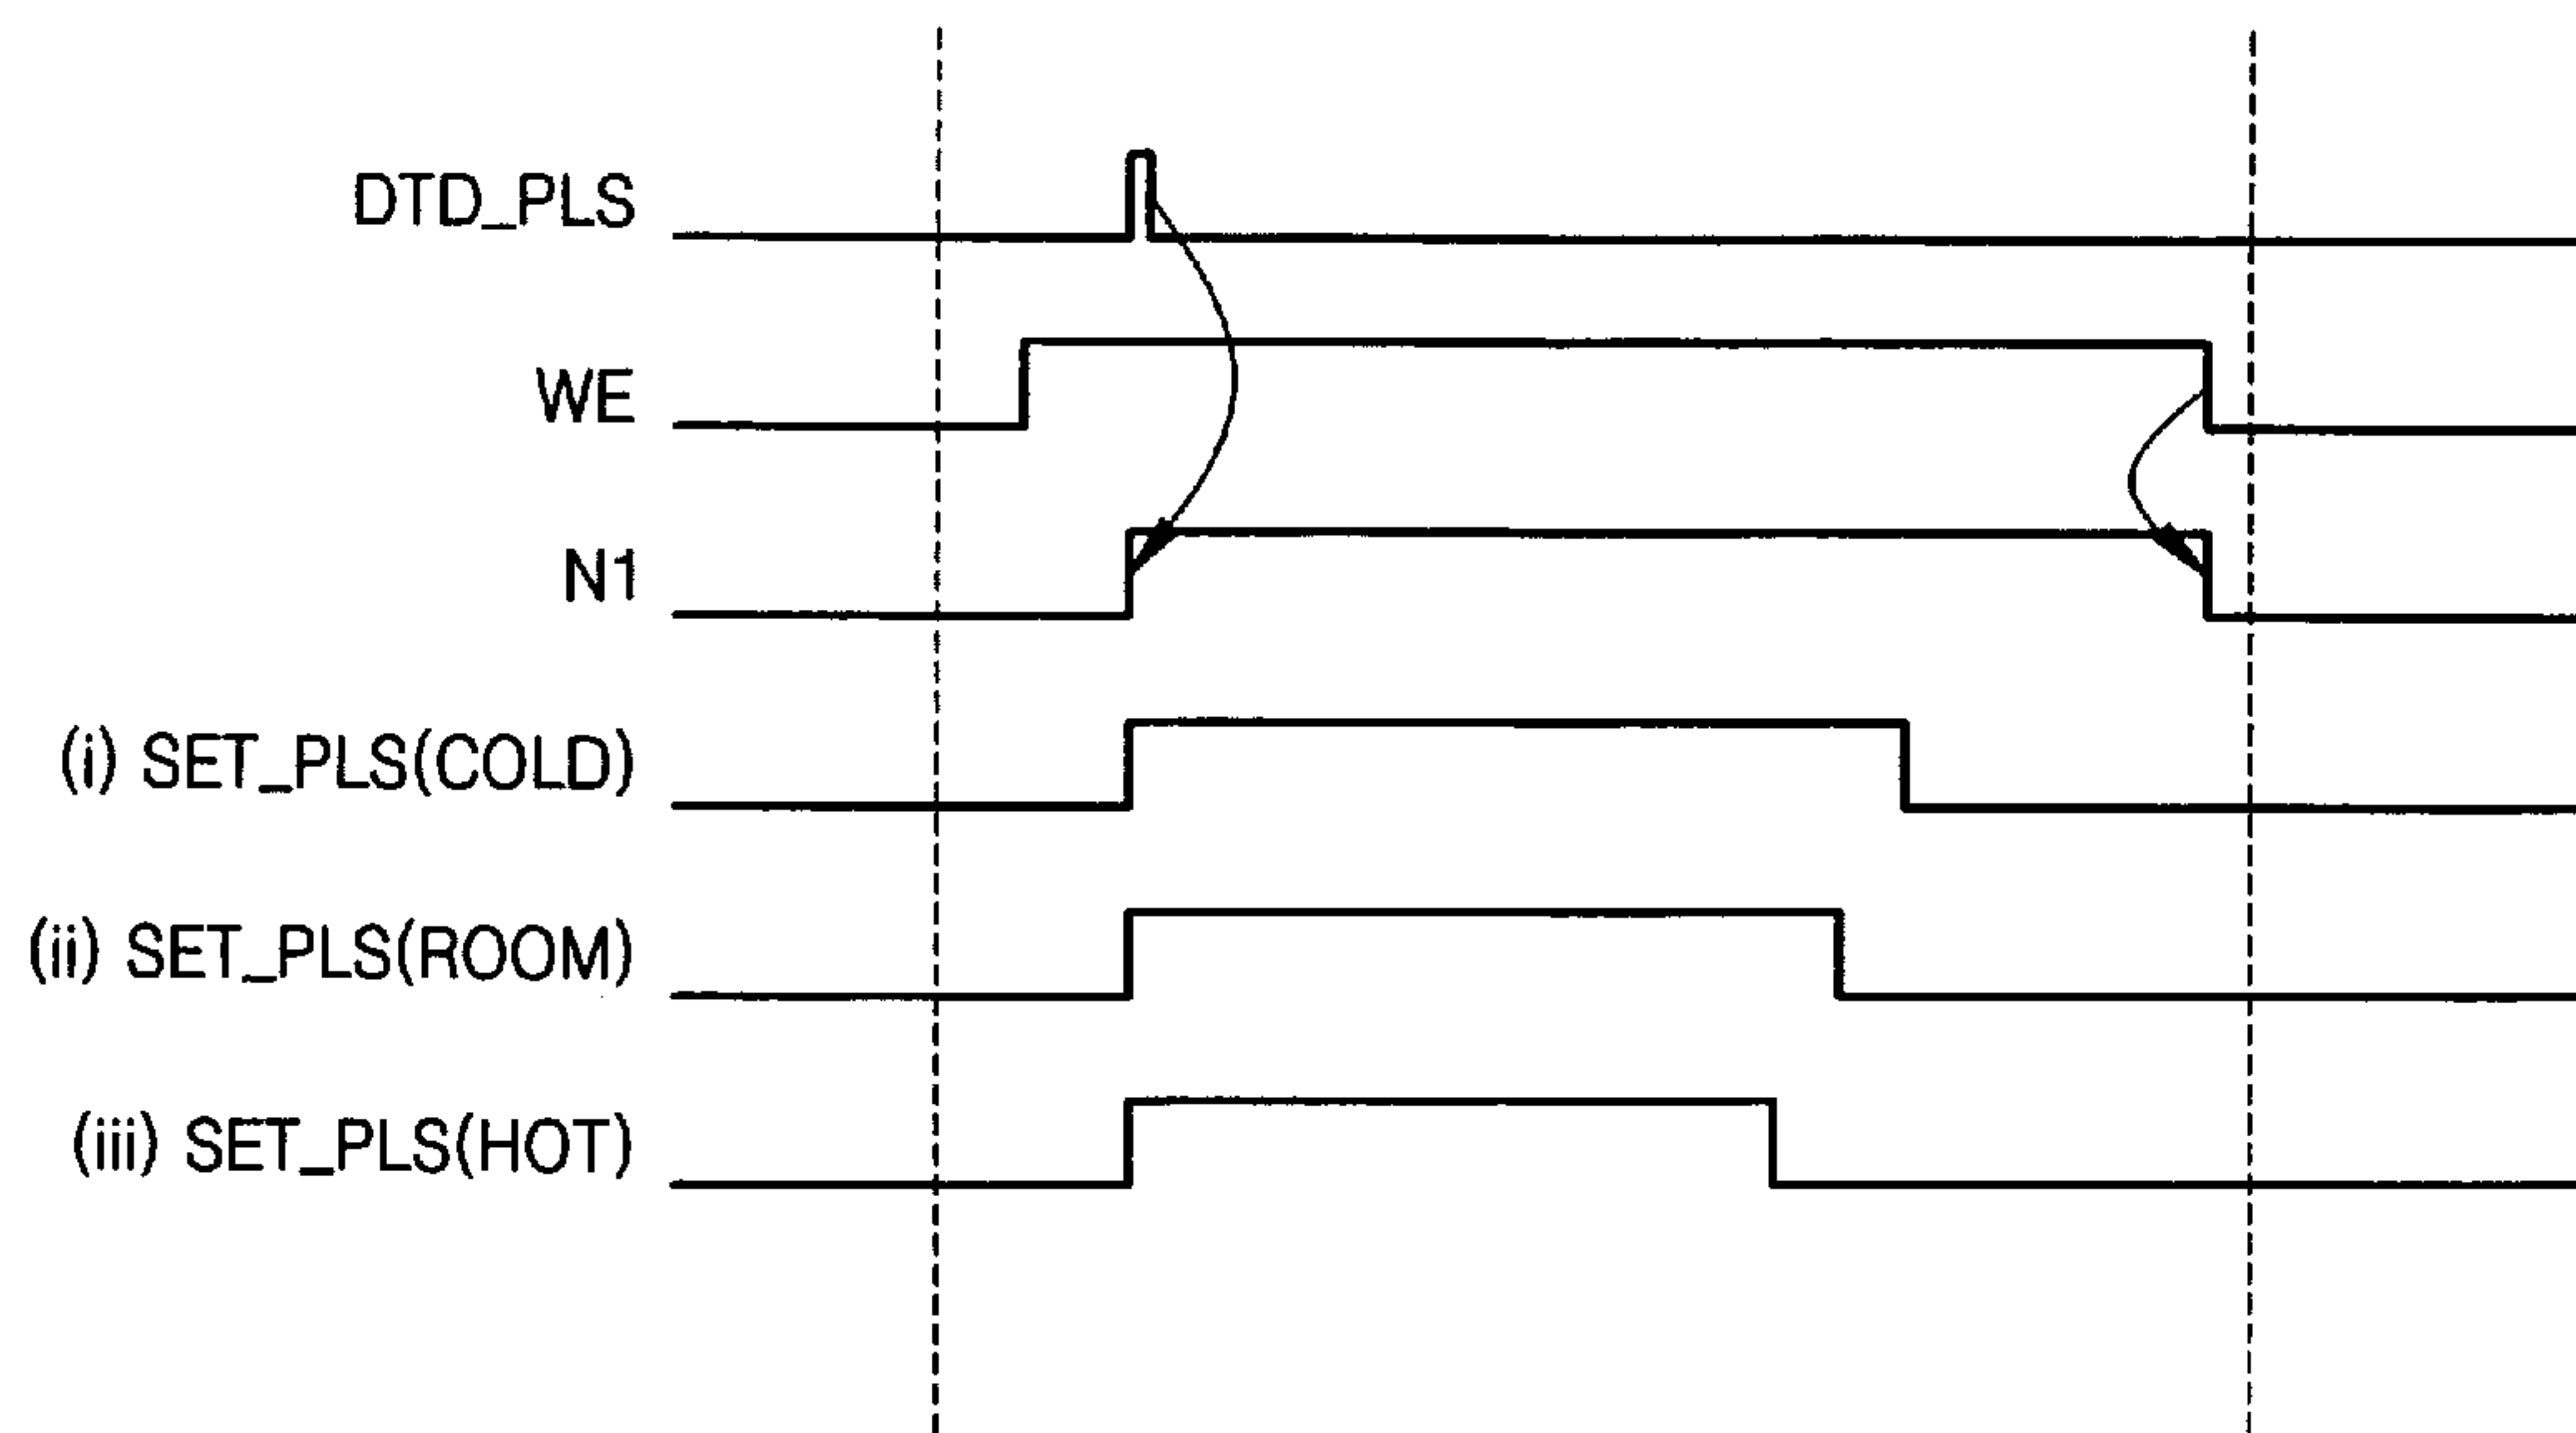 DTD_PLS
WE
N1
(i) SET_PLS(COLD)
(ii) SET_PLS(ROOM)
(iii) SET_PLS(HOT)